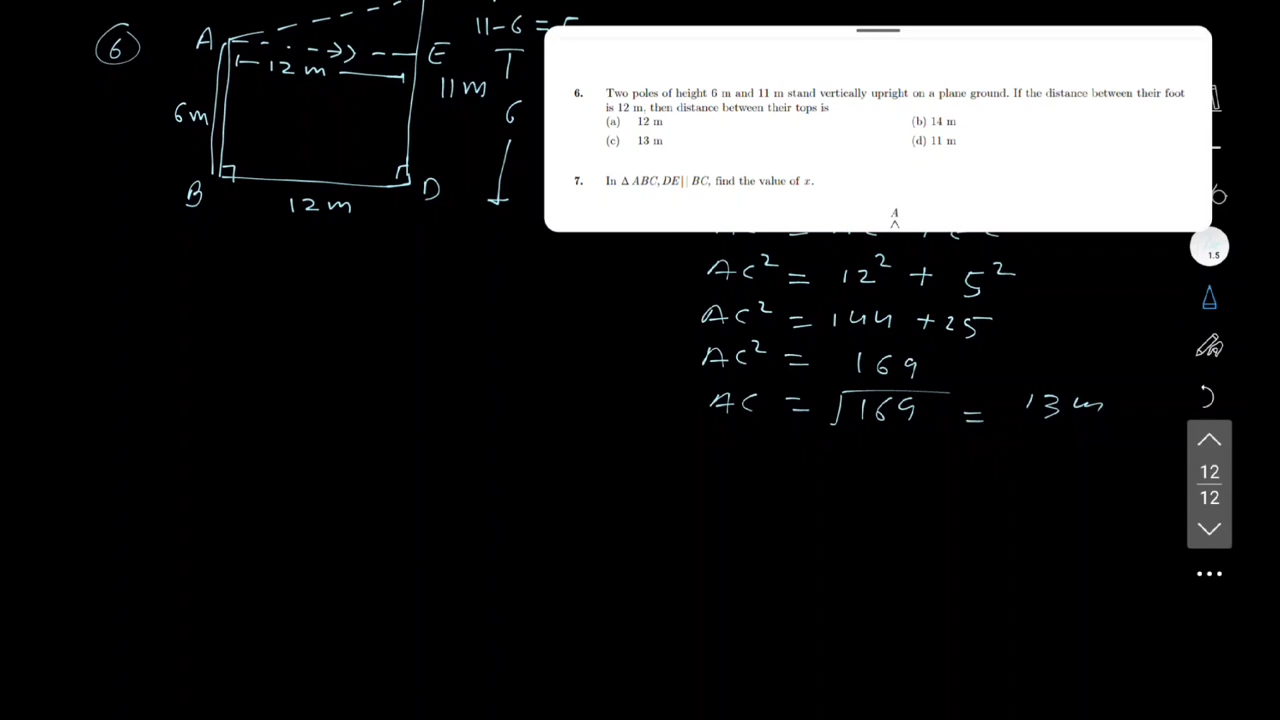 6
A
12 m
E
6 m
B
12 m
D
11-6 =
11 m
6
6. Two poles of height 6 m and 11 m stand vertically upright on a plane ground. If the distance between their foot
is 12 m, then distance between their tops is
(a) 12 m (b) 14 m
(c) 13 m (d) 11 m
7. In Δ ABC, DE || BC, find the value of x.
A
AC² = 12² + 5²
AC² = 144 + 25
AC² = 169
AC = √169 = 13 m
1.5
12
12